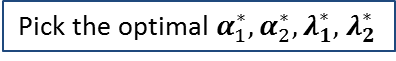 Pick the optimal α₁*, α₂*, λ₁*, λ₂*